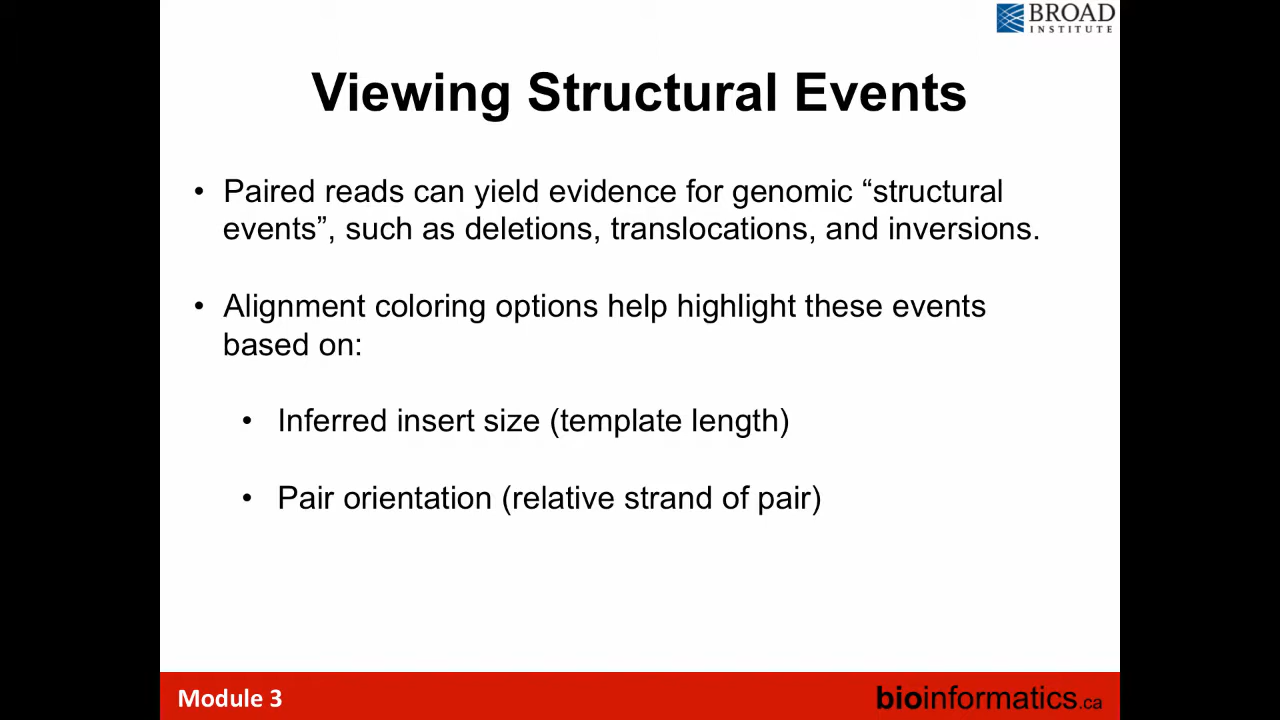 BROAD
INSTITUTE
Viewing Structural Events
• Paired reads can yield evidence for genomic “structural
events”, such as deletions, translocations, and inversions.
• Alignment coloring options help highlight these events
based on:
• Inferred insert size (template length)
• Pair orientation (relative strand of pair)
Module 3
bioinformatics.ca